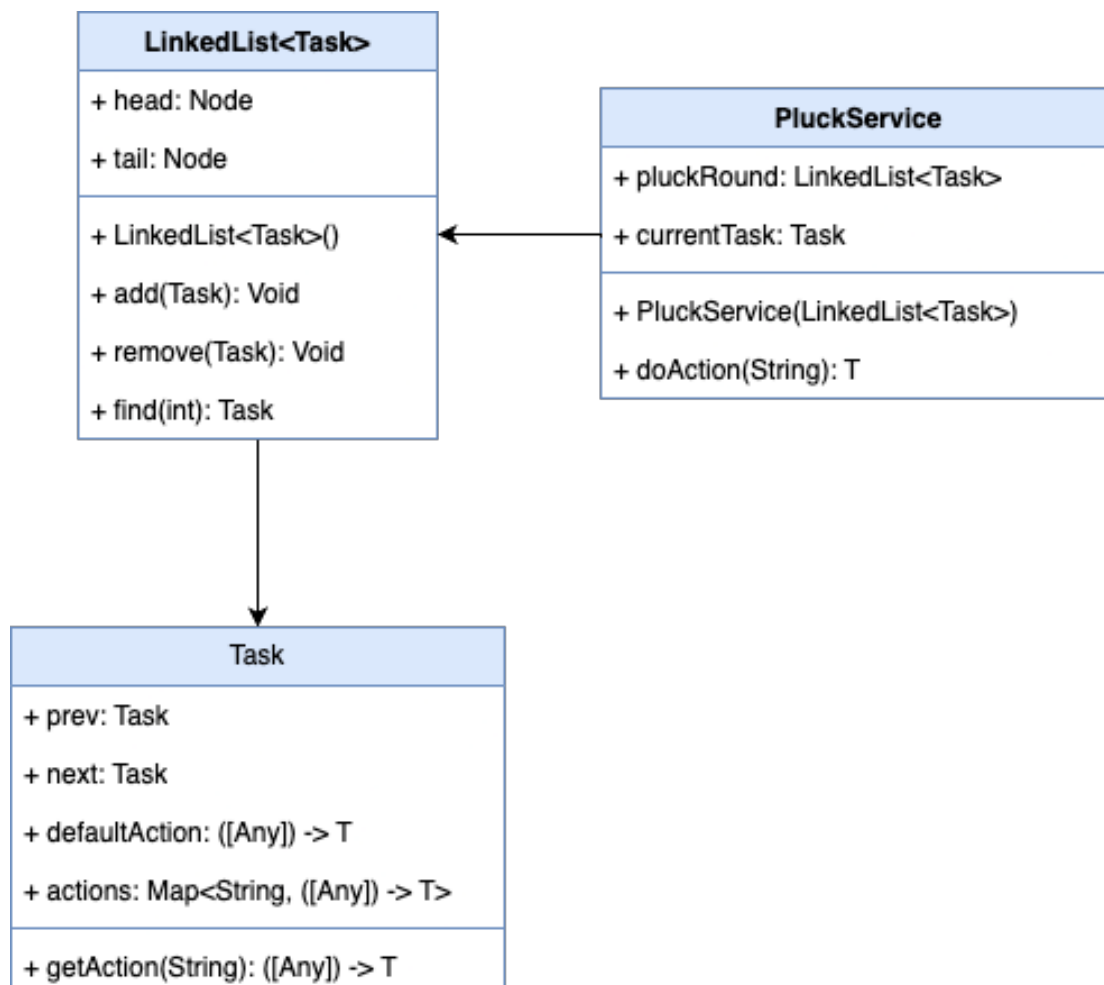 LinkedList<Task>
+ head: Node
+ tail: Node
+ LinkedList<Task>()
+ add(Task): Void
+ remove(Task): Void
+ find(int): Task
PluckService
+ pluckRound: LinkedList<Task>
+ currentTask: Task
+ PluckService(LinkedList<Task>)
+ doAction(String): T
Task
+ prev: Task
+ next: Task
+ defaultAction: ([Any]) -> T
+ actions: Map<String, ([Any]) -> T>
+ getAction(String): ([Any]) -> T